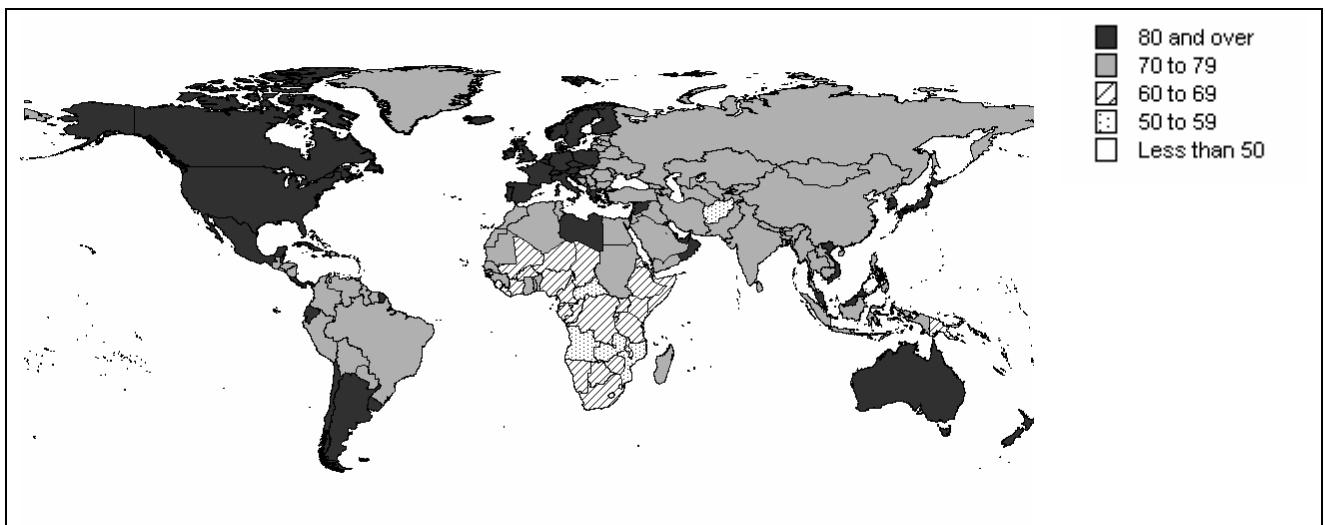 80 and over
70 to 79
60 to 69
50 to 59
Less than 50